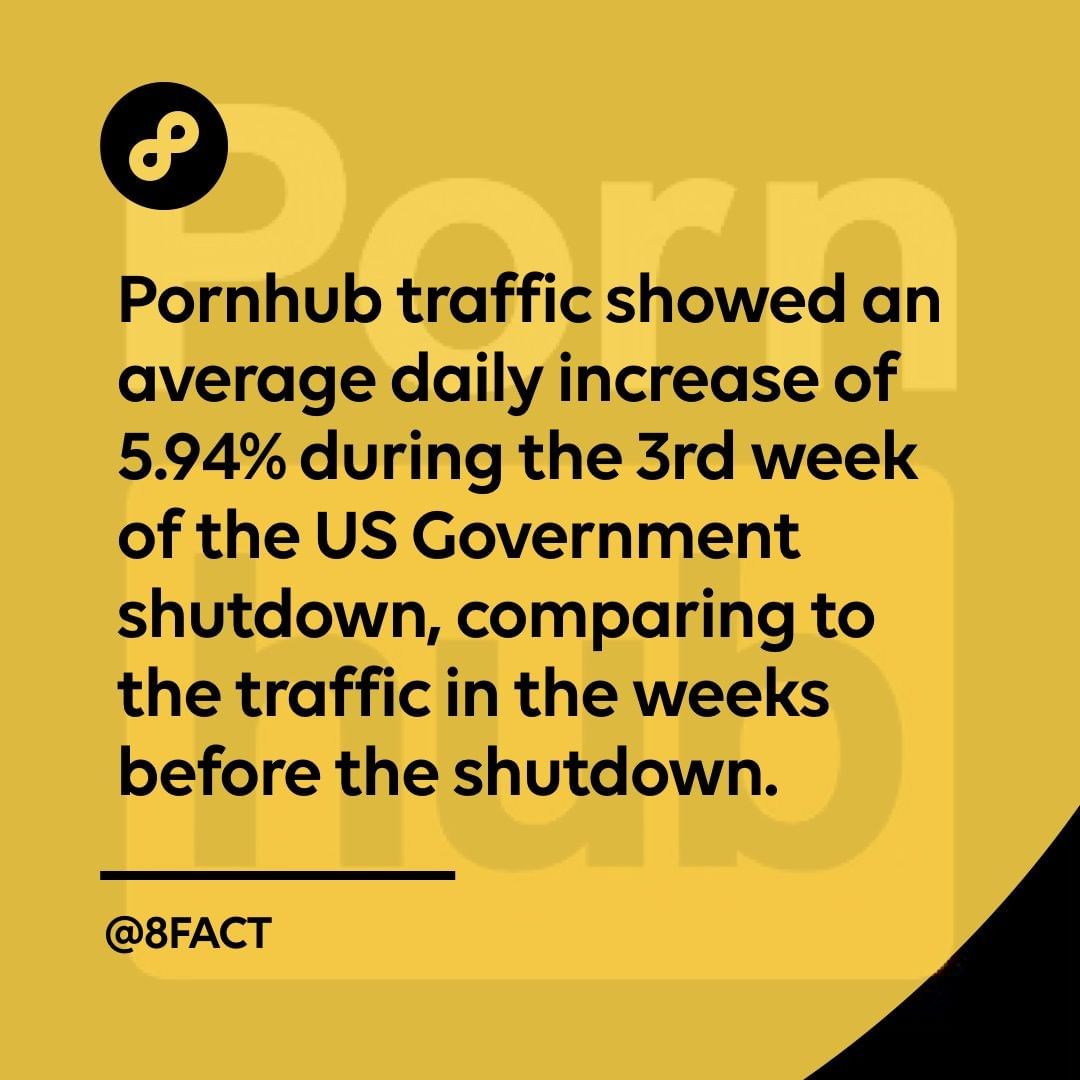 Porn
hub
Pornhub traffic showed an
average daily increase of
5.94% during the 3rd week
of the US Government
shutdown, comparing to
the traffic in the weeks
before the shutdown.
@8FACT